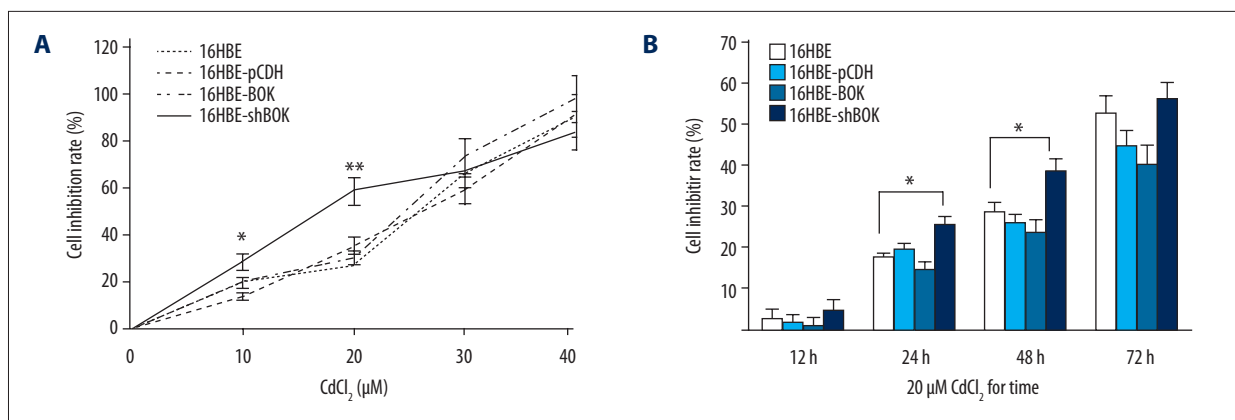 A
16HBE
16HBE-pCDH
16HBE-BOK
16HBE-shBOK
Cell inhibition rate (%)
120
100
80
60
40
20
0
*
**
0 10 20 30 40
CdCl₂ (μM)
B
16HBE
16HBE-pCDH
16HBE-BOK
16HBE-shBOK
Cell inhibitir rate (%)
70
60
50
40
30
20
10
*
*
12 h 24 h 48 h 72 h
20 μM CdCl₂ for time